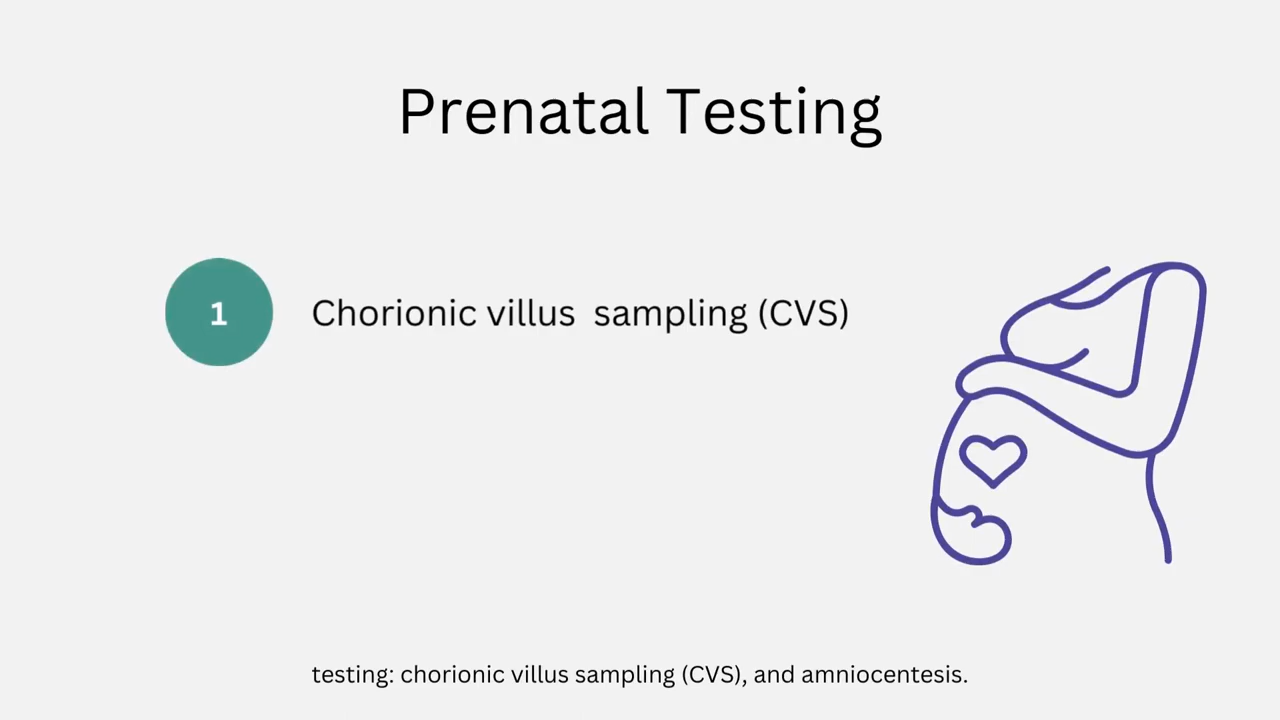 Prenatal Testing
1
Chorionic villus sampling (CVS)
testing: chorionic villus sampling (CVS), and amniocentesis.